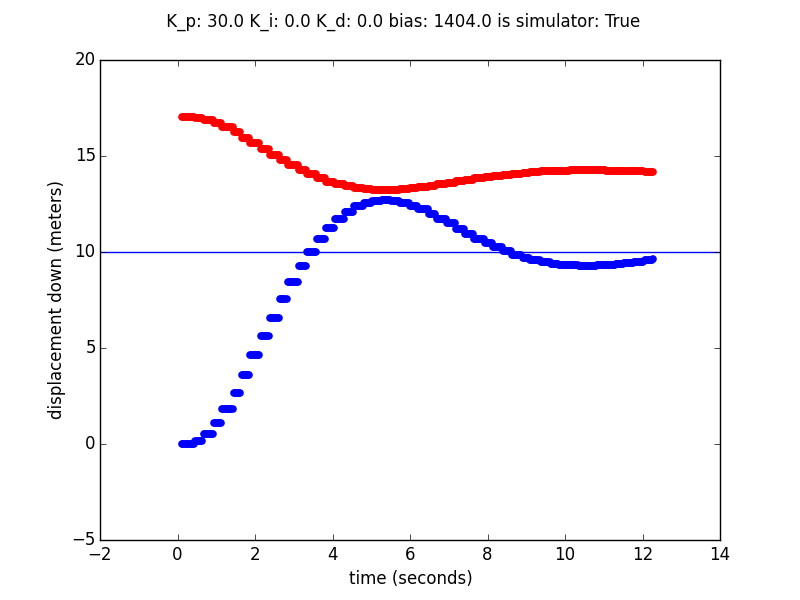 K_p: 30.0 K_i: 0.0 K_d: 0.0 bias: 1404.0 is simulator: True
20
15
10
5
0
−5
displacement down (meters)
−2 0 2 4 6 8 10 12 14
time (seconds)